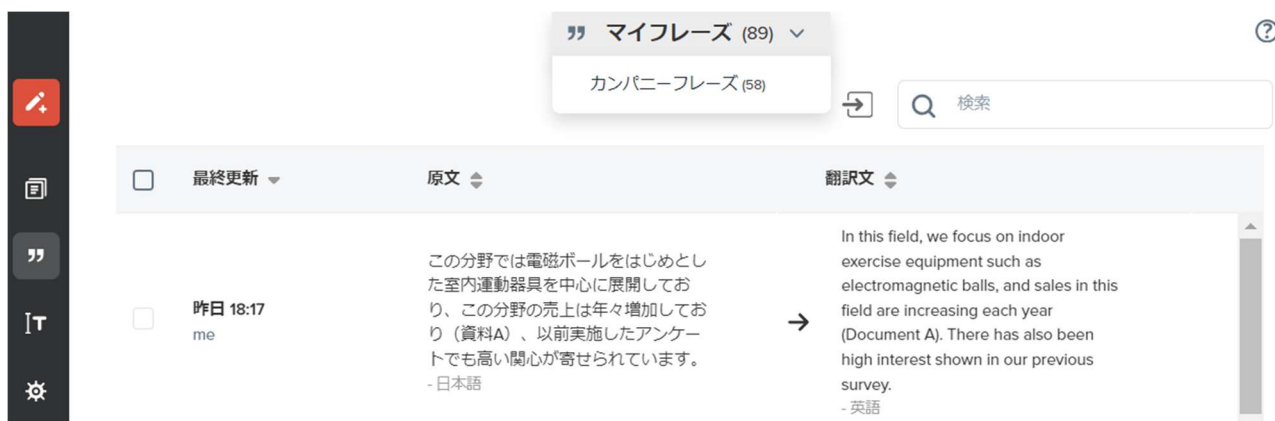 マイフレーズ (89)
カンパニーフレーズ (58)
検索
最終更新
原文
翻訳文
昨日 18:17
me
この分野では電磁ボールをはじめとし
た室内運動器具を中心に展開してお
り、この分野の売上は年々増加してお
り（資料A）、以前実施したアンケー
トでも高い関心が寄せられています。
- 日本語
In this field, we focus on indoor
exercise equipment such as
electromagnetic balls, and sales in this
field are increasing each year
(Document A). There has also been
high interest shown in our previous
survey.
- 英語